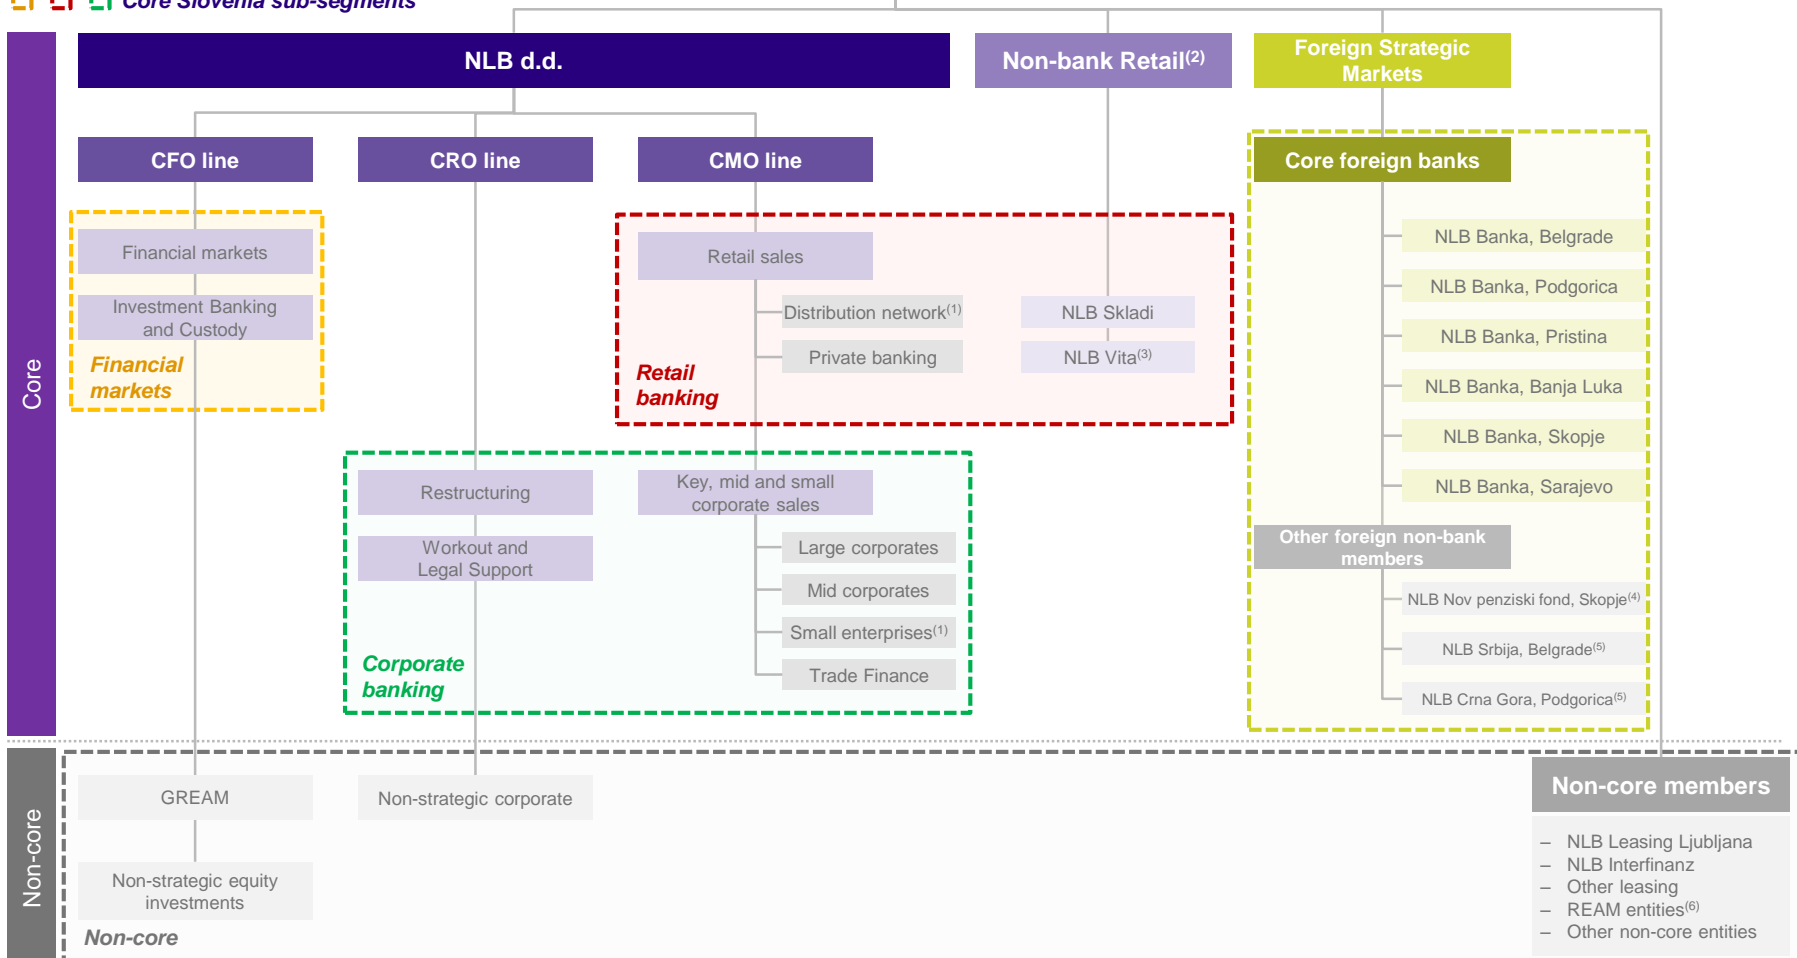 Core Slovenia sub-segments
NLB d.d.
Non-bank Retail(2)
Foreign Strategic
Markets
Core
CFO line
CRO line
CMO line
Core foreign banks
Financial markets
Investment Banking
and Custody
Financial
markets
Retail sales
Distribution network(1)
Private banking
NLB Skladi
NLB Vita(3)
Retail
banking
NLB Banka, Belgrade
NLB Banka, Podgorica
NLB Banka, Pristina
NLB Banka, Banja Luka
NLB Banka, Skopje
NLB Banka, Sarajevo
Restructuring
Workout and
Legal Support
Key, mid and small
corporate sales
Large corporates
Mid corporates
Small enterprises(1)
Trade Finance
Corporate
banking
Other foreign non-bank
members
NLB Nov penziski fond, Skopje(4)
NLB Srbija, Belgrade(5)
NLB Crna Gora, Podgorica(5)
Non-core
GREAM
Non-strategic corporate
Non-strategic equity
investments
Non-core
Non-core members
– NLB Leasing Ljubljana
– NLB Interfinanz
– Other leasing
– REAM entities(6)
– Other non-core entities